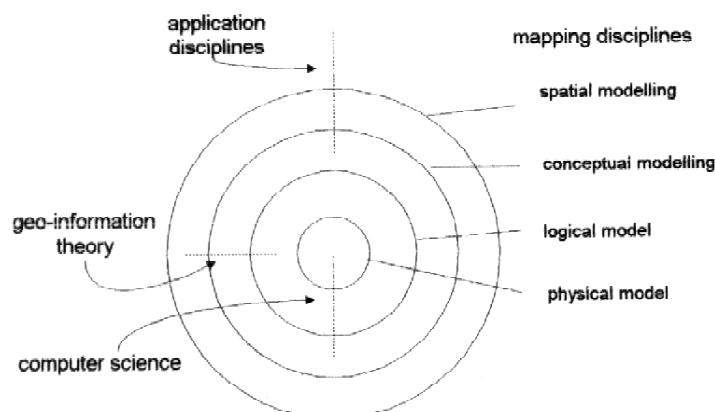 application
disciplines
mapping disciplines
spatial modelling
conceptual modelling
geo-information
theory
logical model
physical model
computer science